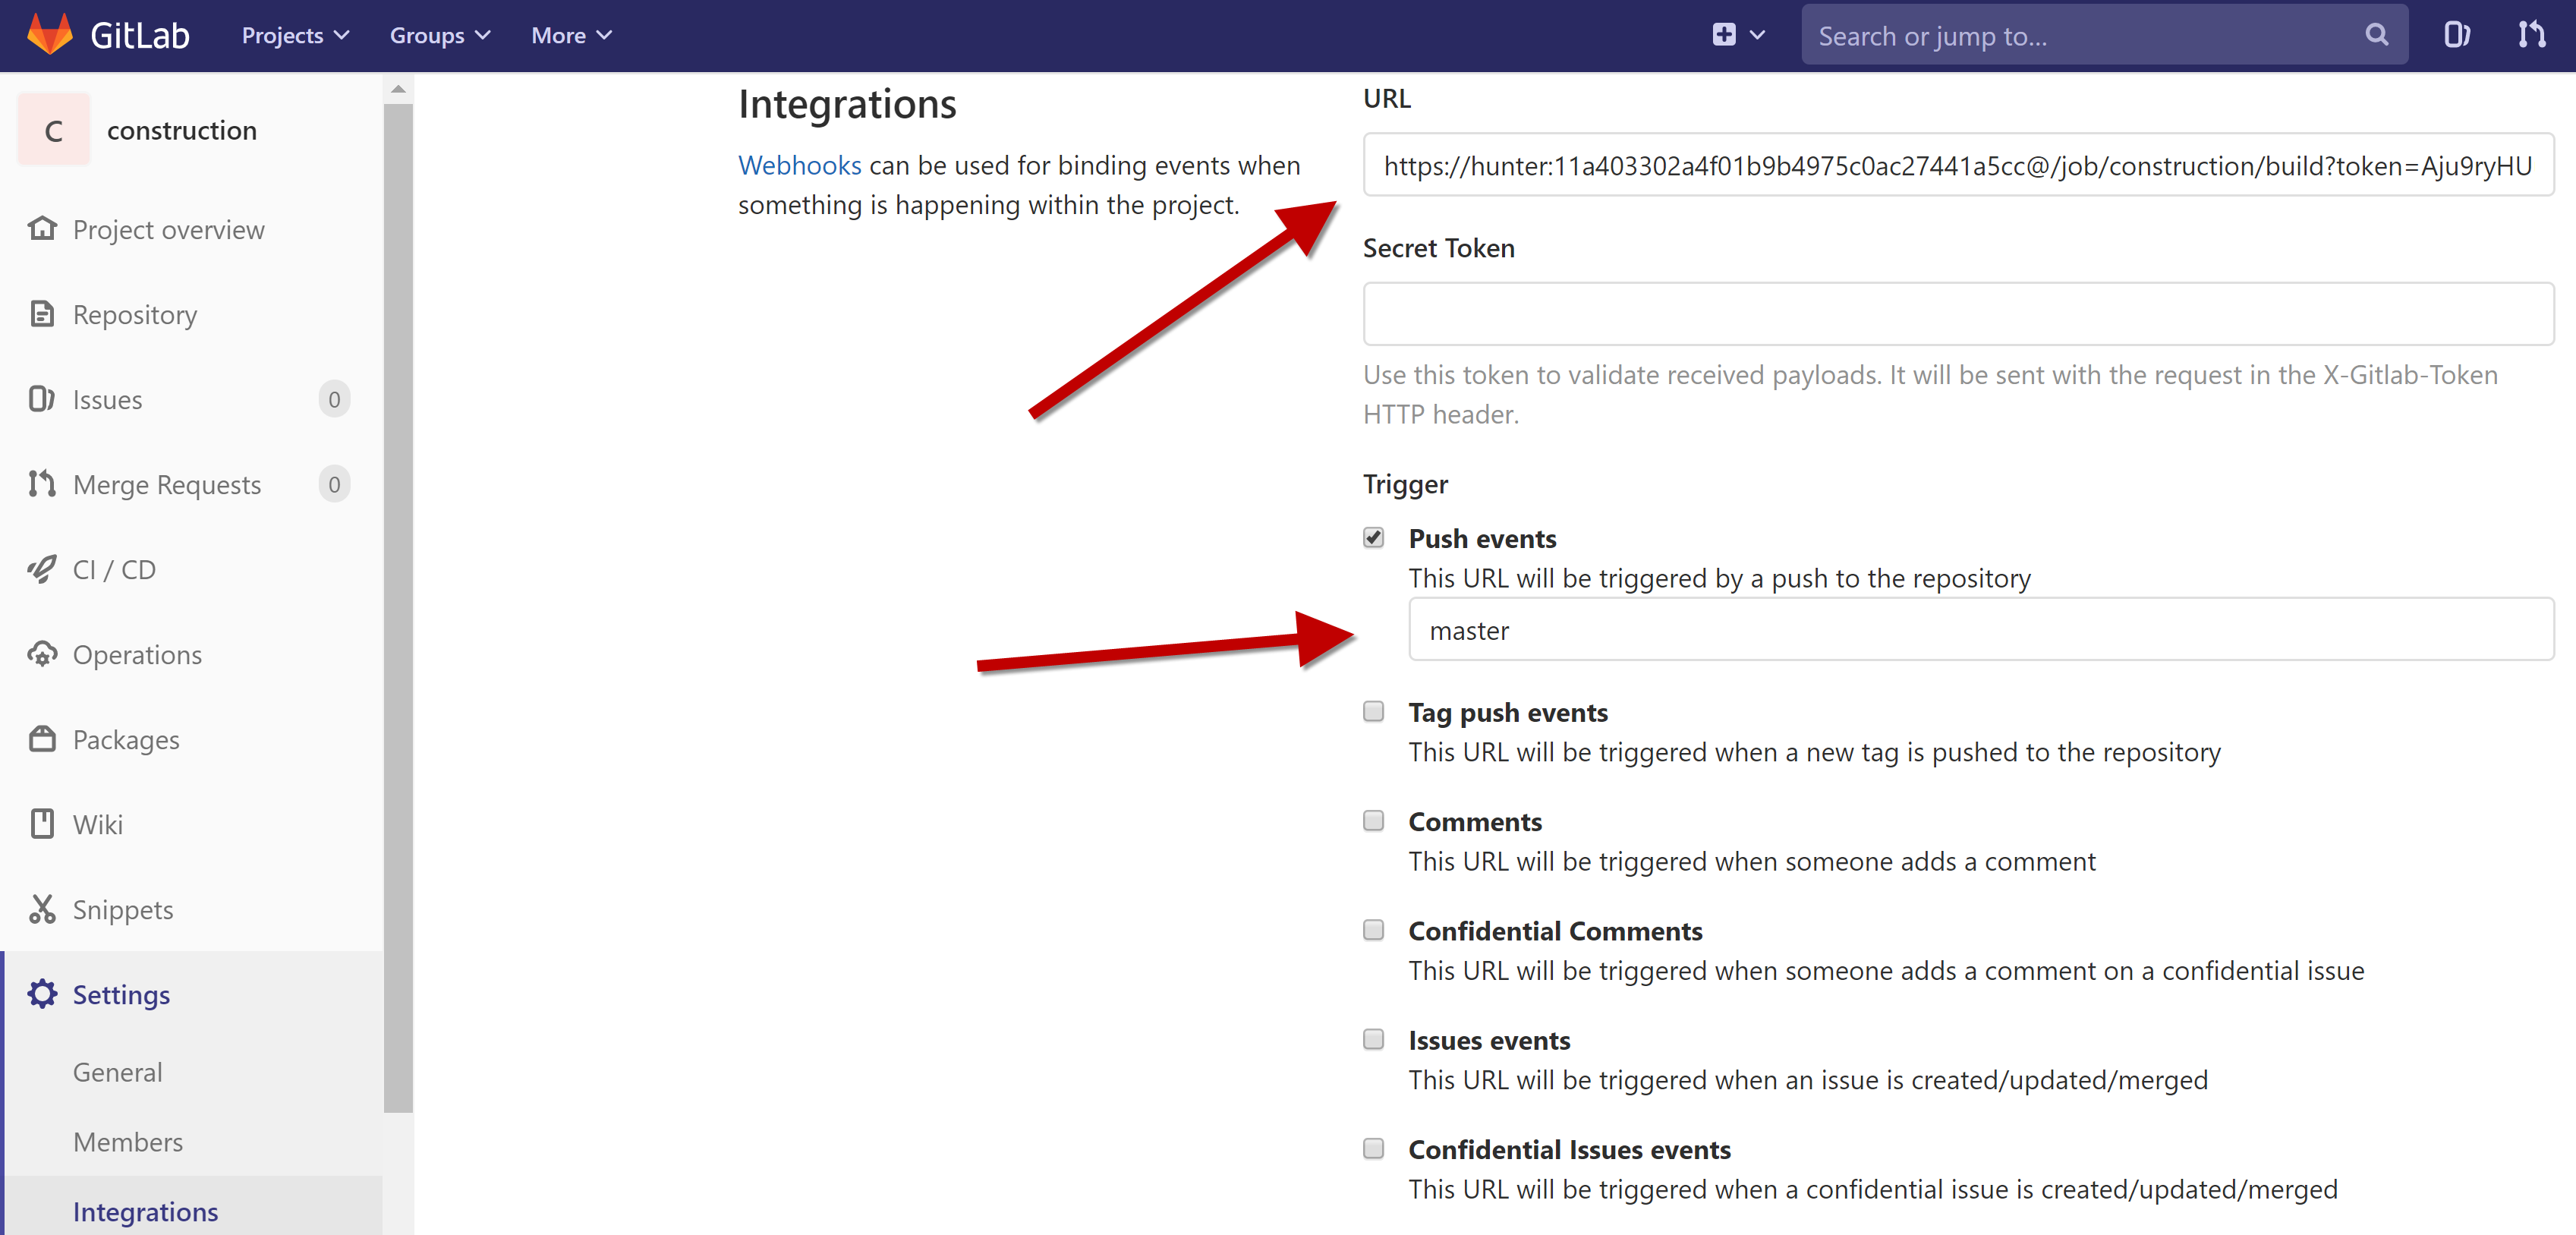 GitLab
Projects
Groups
More
Search or jump to...
C
construction
Project overview
Repository
Issues
0
Merge Requests
0
CI / CD
Operations
Packages
Wiki
Snippets
Settings
General
Members
Integrations
Integrations
Webhooks can be used for binding events when
something is happening within the project.
URL
https://hunter:11a403302a4f01b9b4975c0ac27441a5cc@/job/construction/build?token=Aju9ryHU
Secret Token
Use this token to validate received payloads. It will be sent with the request in the X-Gitlab-Token
HTTP header.
Trigger
Push events
This URL will be triggered by a push to the repository
master
Tag push events
This URL will be triggered when a new tag is pushed to the repository
Comments
This URL will be triggered when someone adds a comment
Confidential Comments
This URL will be triggered when someone adds a comment on a confidential issue
Issues events
This URL will be triggered when an issue is created/updated/merged
Confidential Issues events
This URL will be triggered when a confidential issue is created/updated/merged